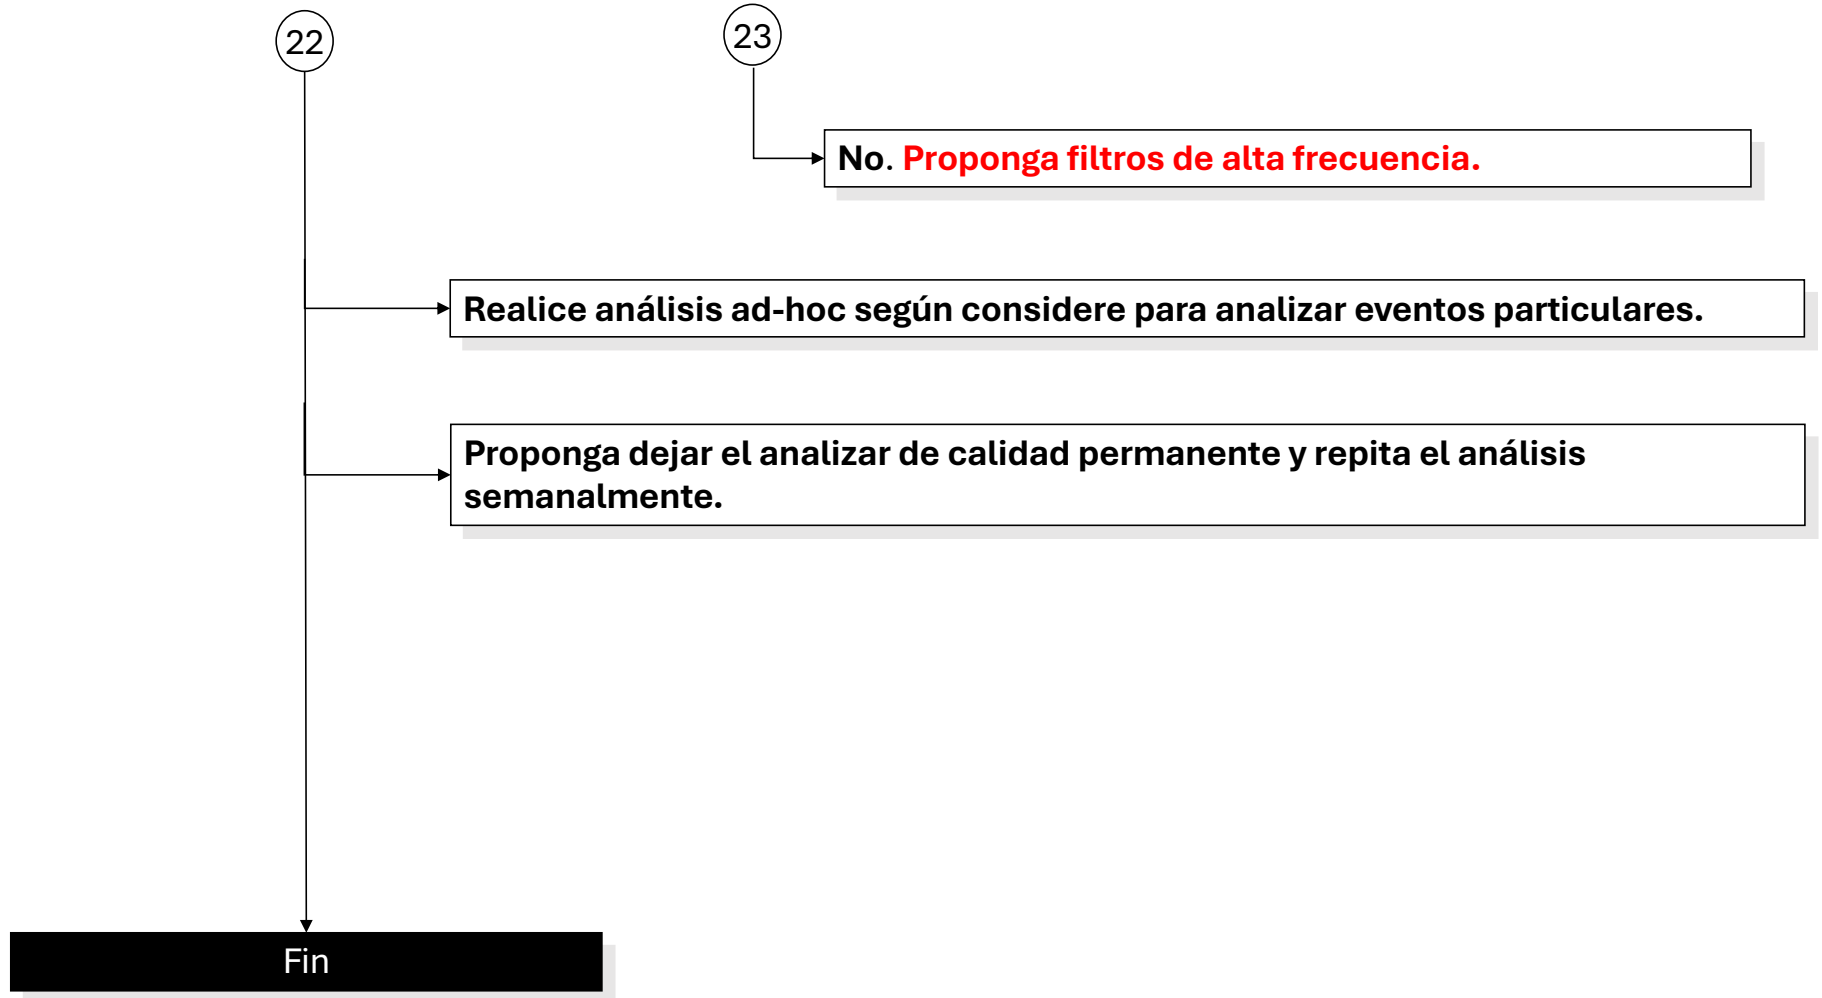 22
23
No. Proponga filtros de alta frecuencia.
Realice análisis ad-hoc según considere para analizar eventos particulares.
Proponga dejar el analizar de calidad permanente y repita el análisis
semanalmente.
Fin